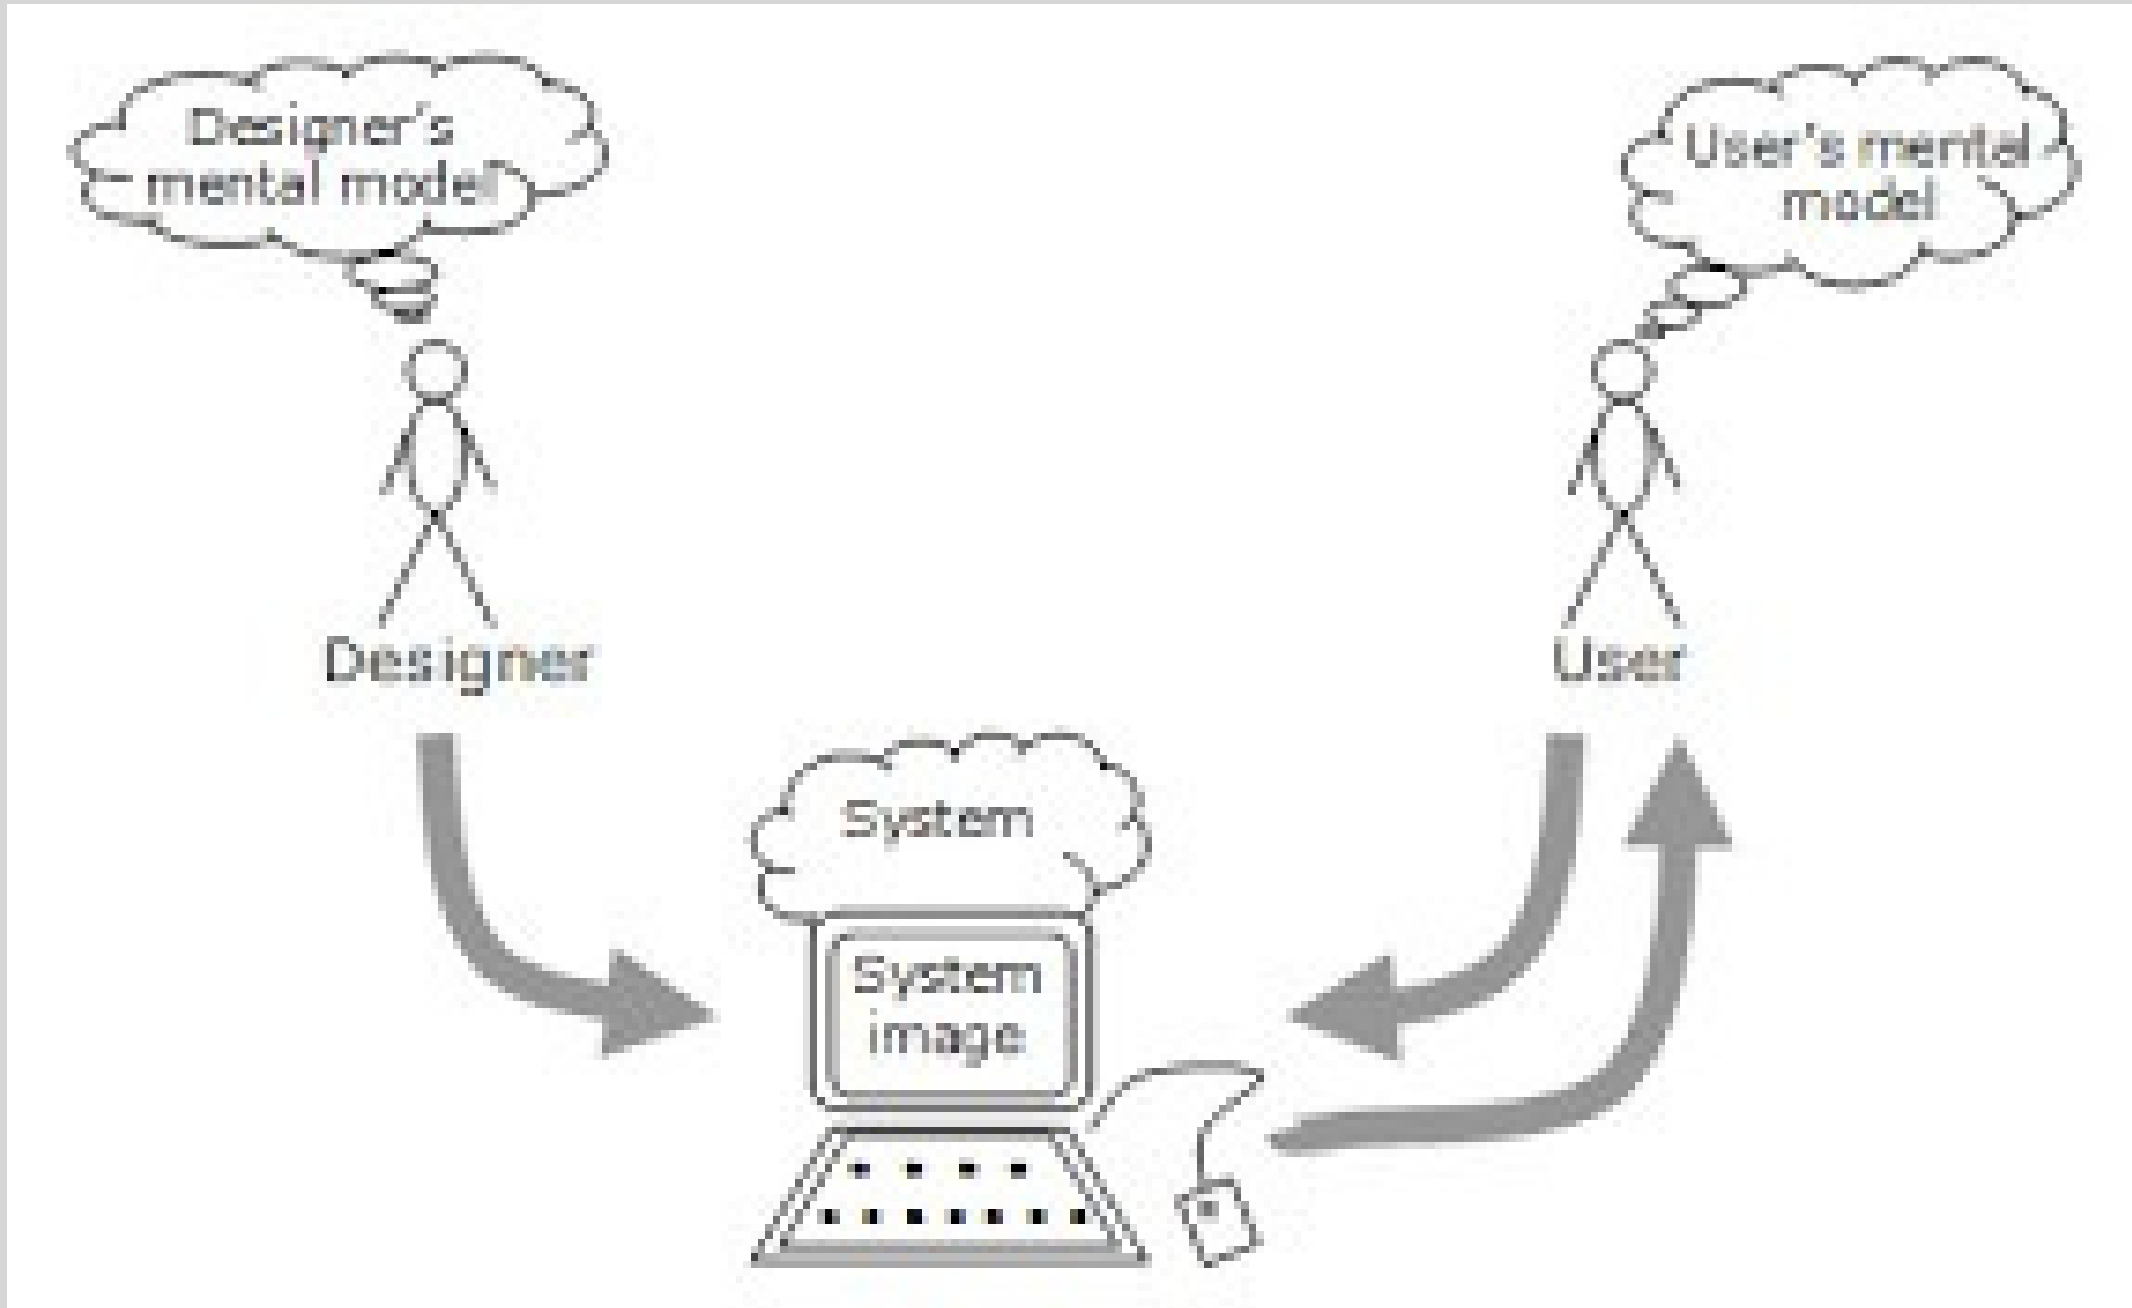 Designer's
mental model
User's mental
model
Designer
User
System
System
image